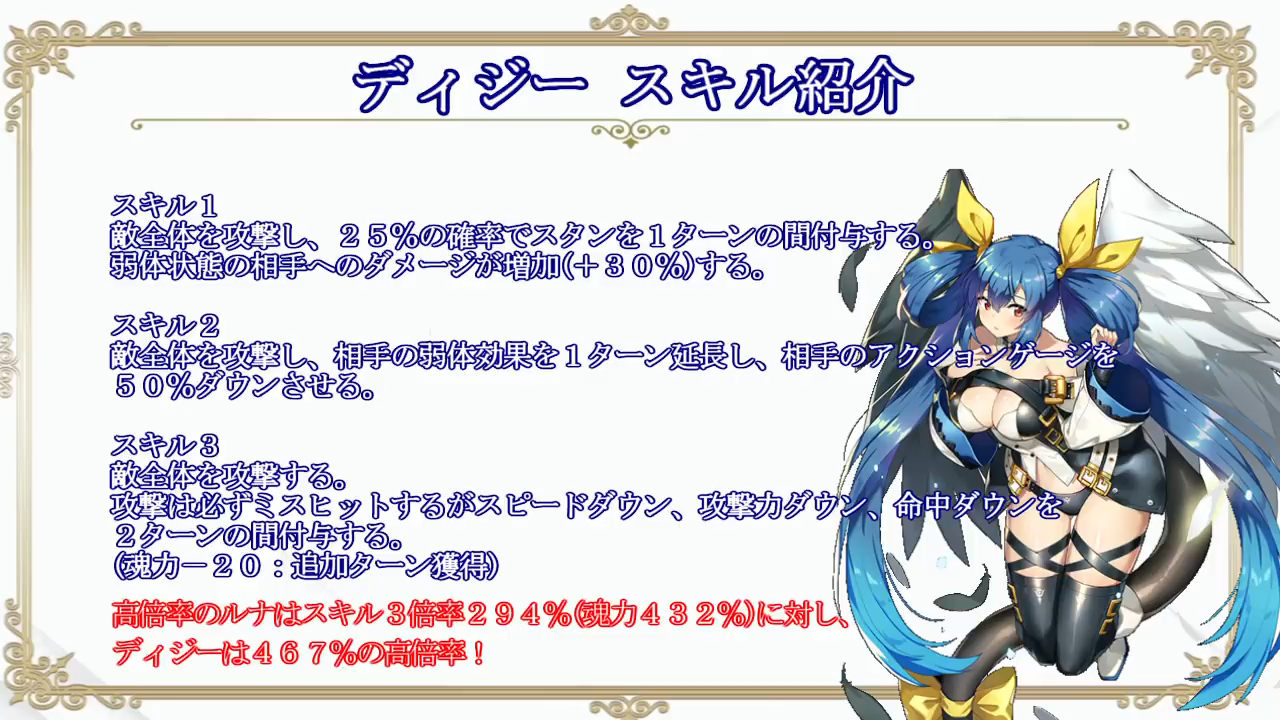 ディジー スキル紹介
スキル１
敵全体を攻撃し、２５％の確率でスタンを１ターンの間付与する。
弱体状態の相手へのダメージが増加(＋３０％)する。
スキル２
敵全体を攻撃し、相手の弱体効果を１ターン延長し、相手のアクションゲージを
５０％ダウンさせる。
スキル３
敵全体を攻撃する。
攻撃は必ずミスヒットするがスピードダウン、攻撃力ダウン、命中ダウンを
２ターンの間付与する。
(魂力－２０：追加ターン獲得)
高倍率のルナはスキル３倍率２９４％(魂力４３２％)に対し、
ディジーは４６７％の高倍率！